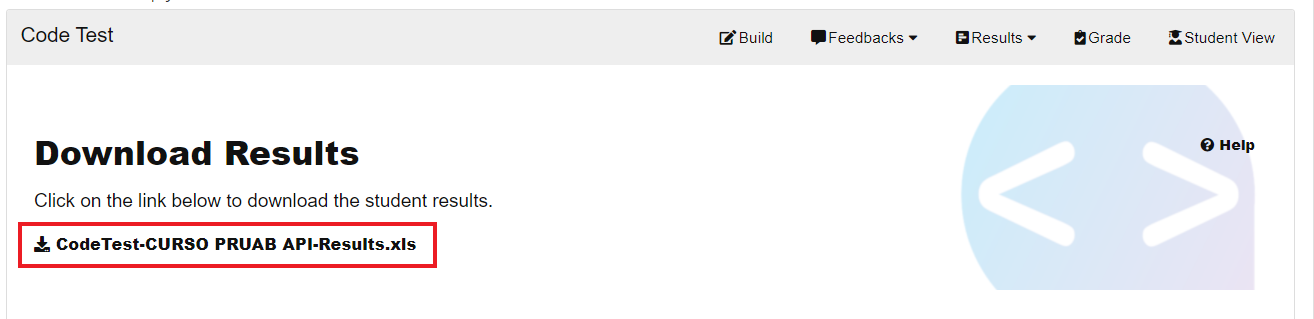 Code Test
Build
Feedbacks
Results
Grade
Student View
Download Results
Help
Click on the link below to download the student results.
CodeTest-CURSO PRUAB API-Results.xls